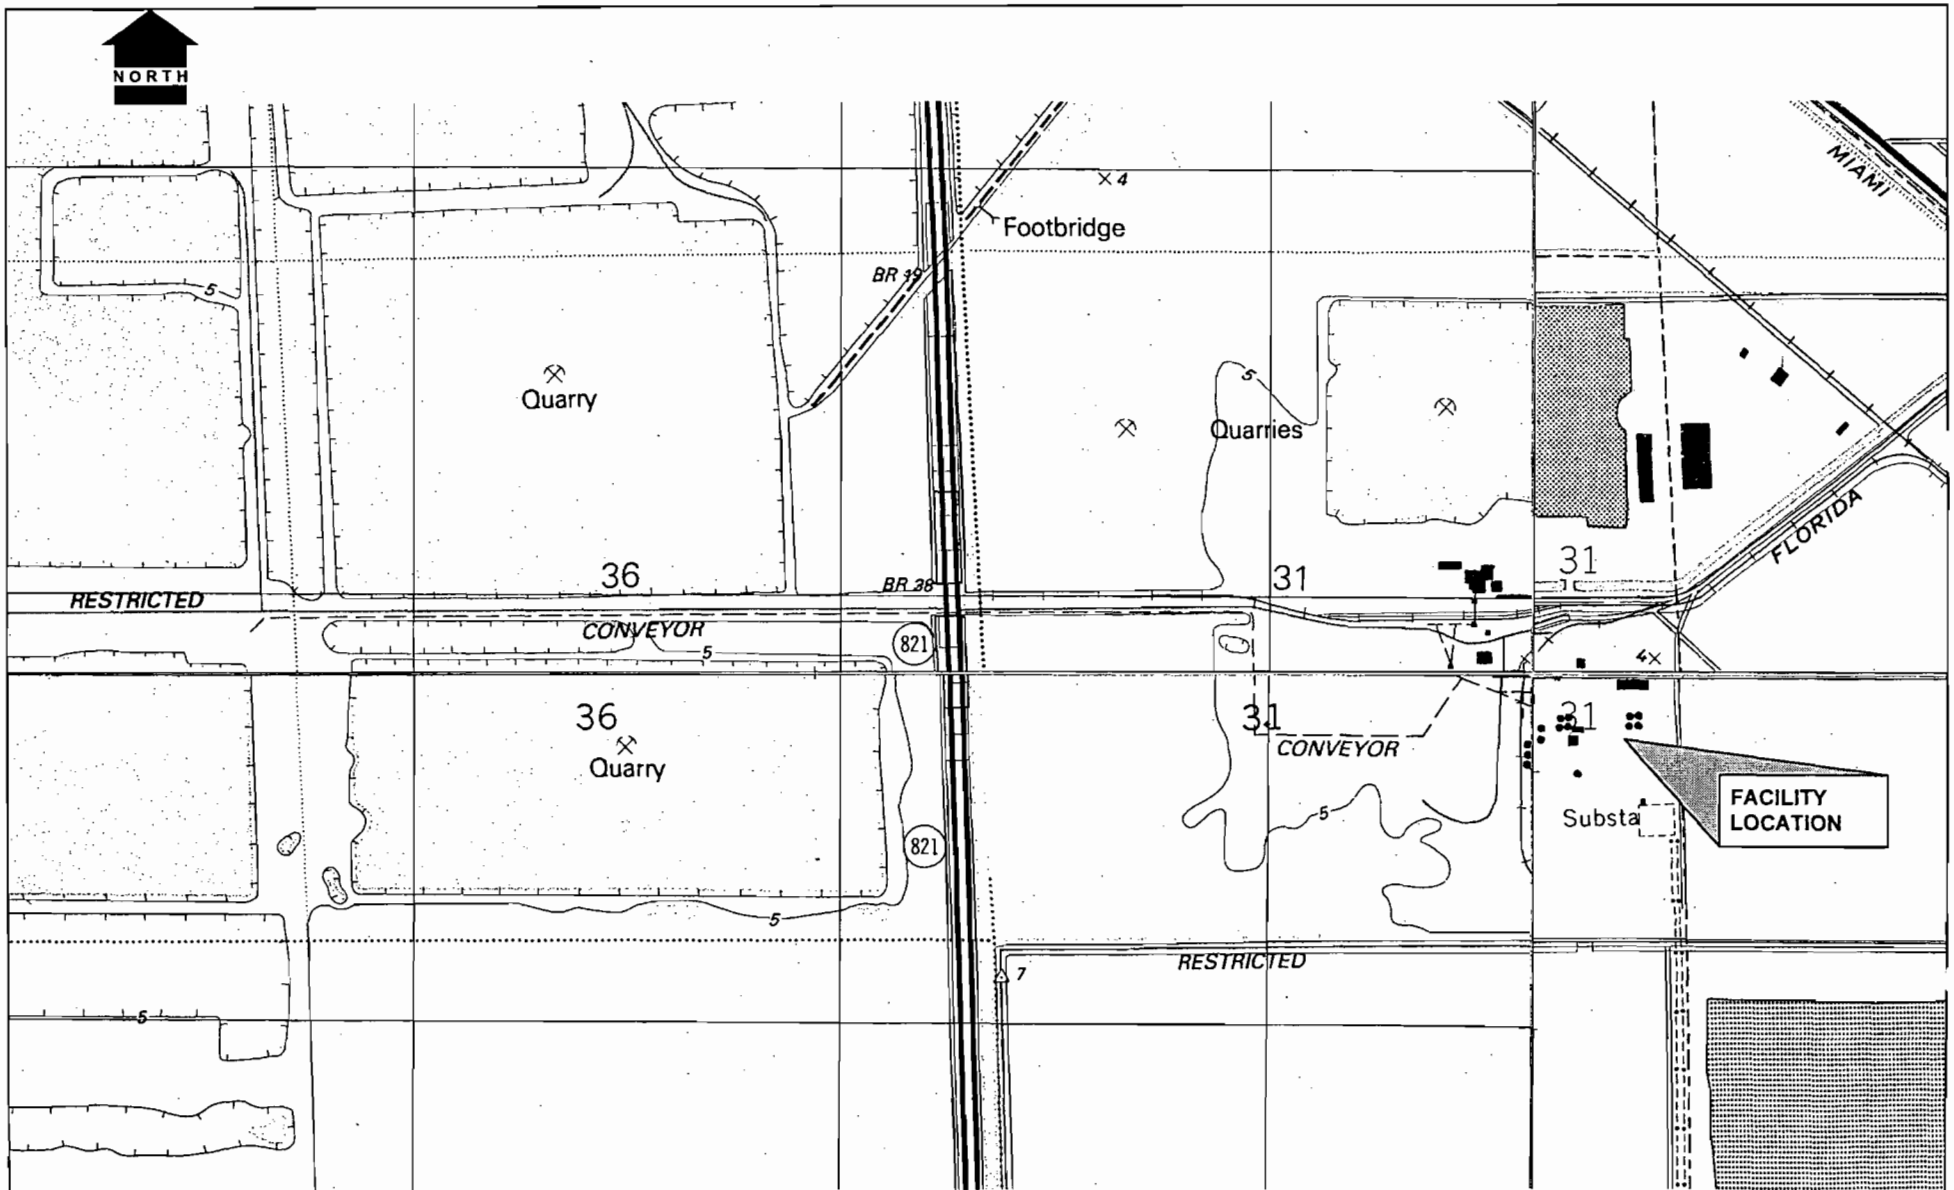 NORTH
4
MIAMI
Footbridge
BR 19
5
Quarry
5
Quarries
FLORIDA
36
31
31
BR 38
RESTRICTED
CONVEYOR
821
5
4
36
31
31
Quarry
CONVEYOR
FACILITY
LOCATION
5
Substa
821
5
RESTRICTED
7
5